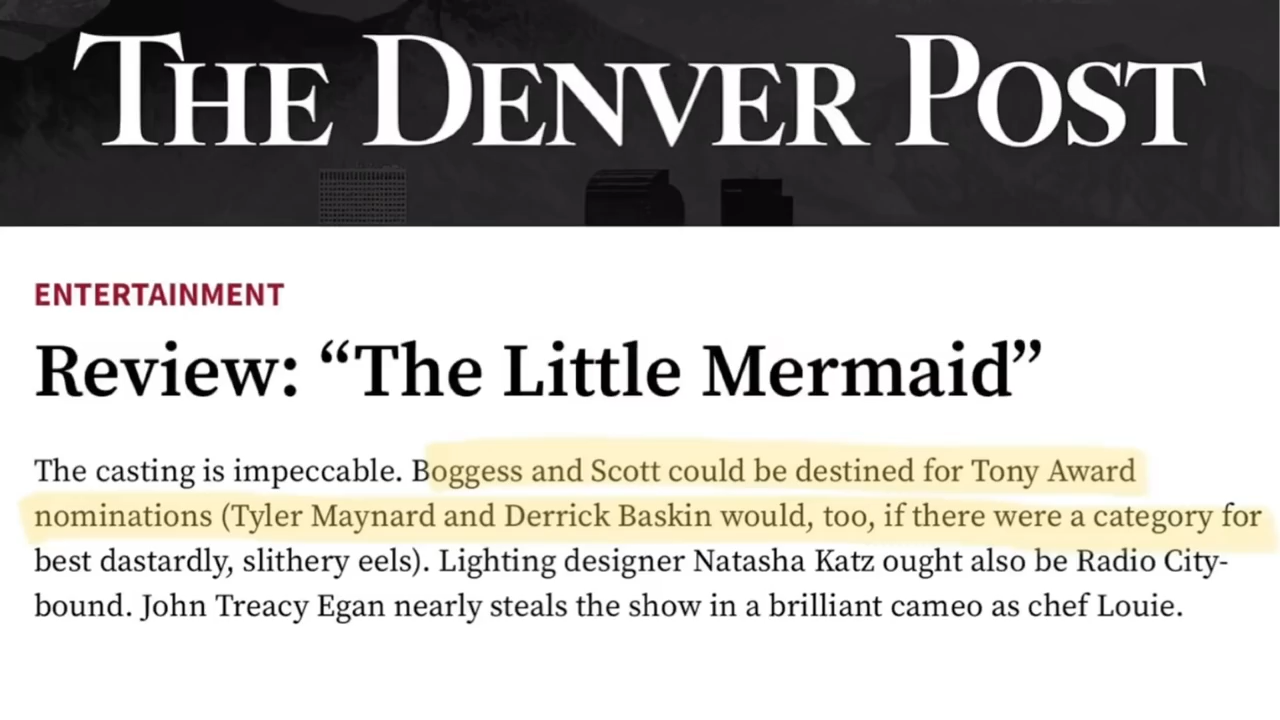 THE DENVER POST
ENTERTAINMENT
Review: “The Little Mermaid”
The casting is impeccable. Boggess and Scott could be destined for Tony Award
nominations (Tyler Maynard and Derrick Baskin would, too, if there were a category for
best dastardly, slithery eels). Lighting designer Natasha Katz ought also be Radio City-
bound. John Treacy Egan nearly steals the show in a brilliant cameo as chef Louie.